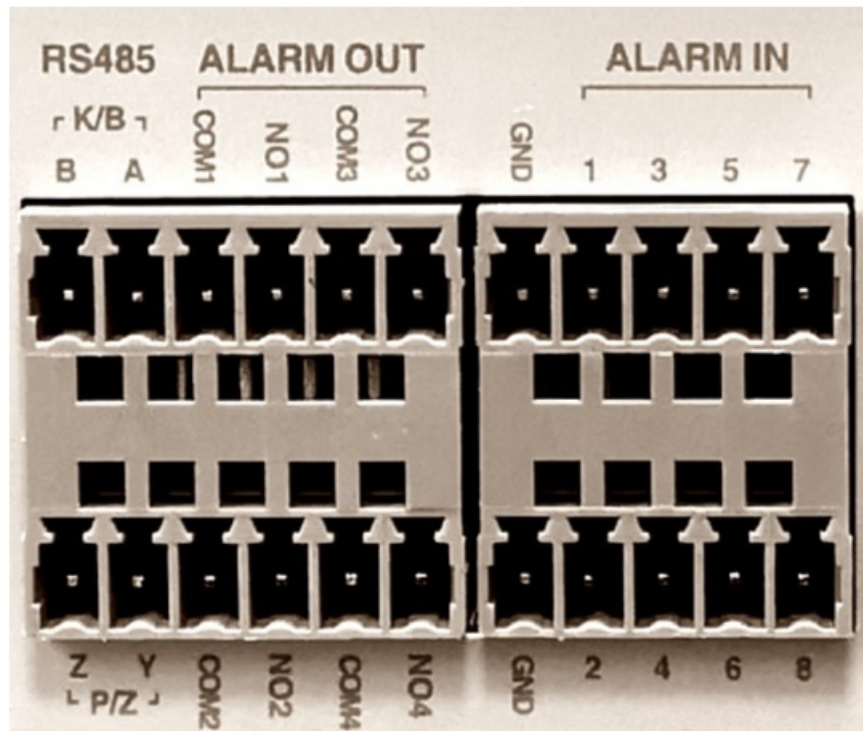 RS485 ALARM OUT ALARM IN
K/B
B A COM1 NO1 COM3 NO3 GND 1 3 5 7
Z Y COM2 NO2 COM4 NO4 GND 2 4 6 8
P/Z